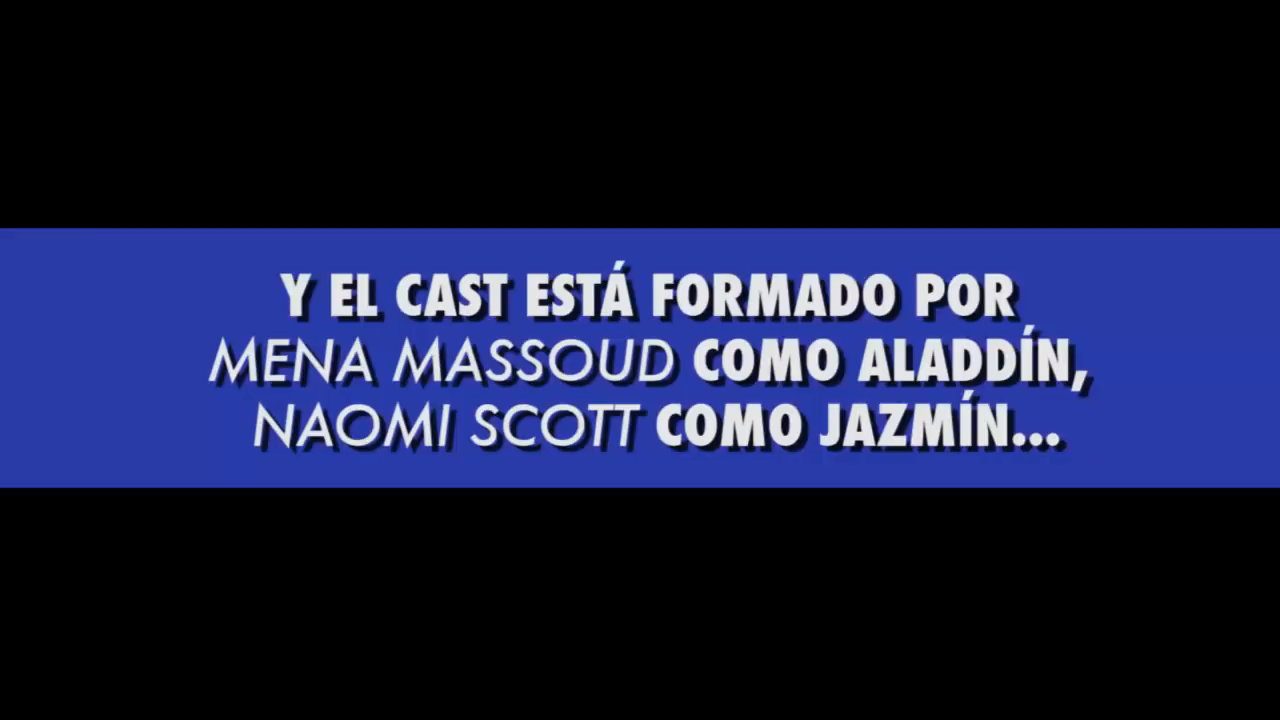 Y EL CAST ESTÁ FORMADO POR
MENA MASSOUD COMO ALADDÍN,
NAOMI SCOTT COMO JAZMÍN...